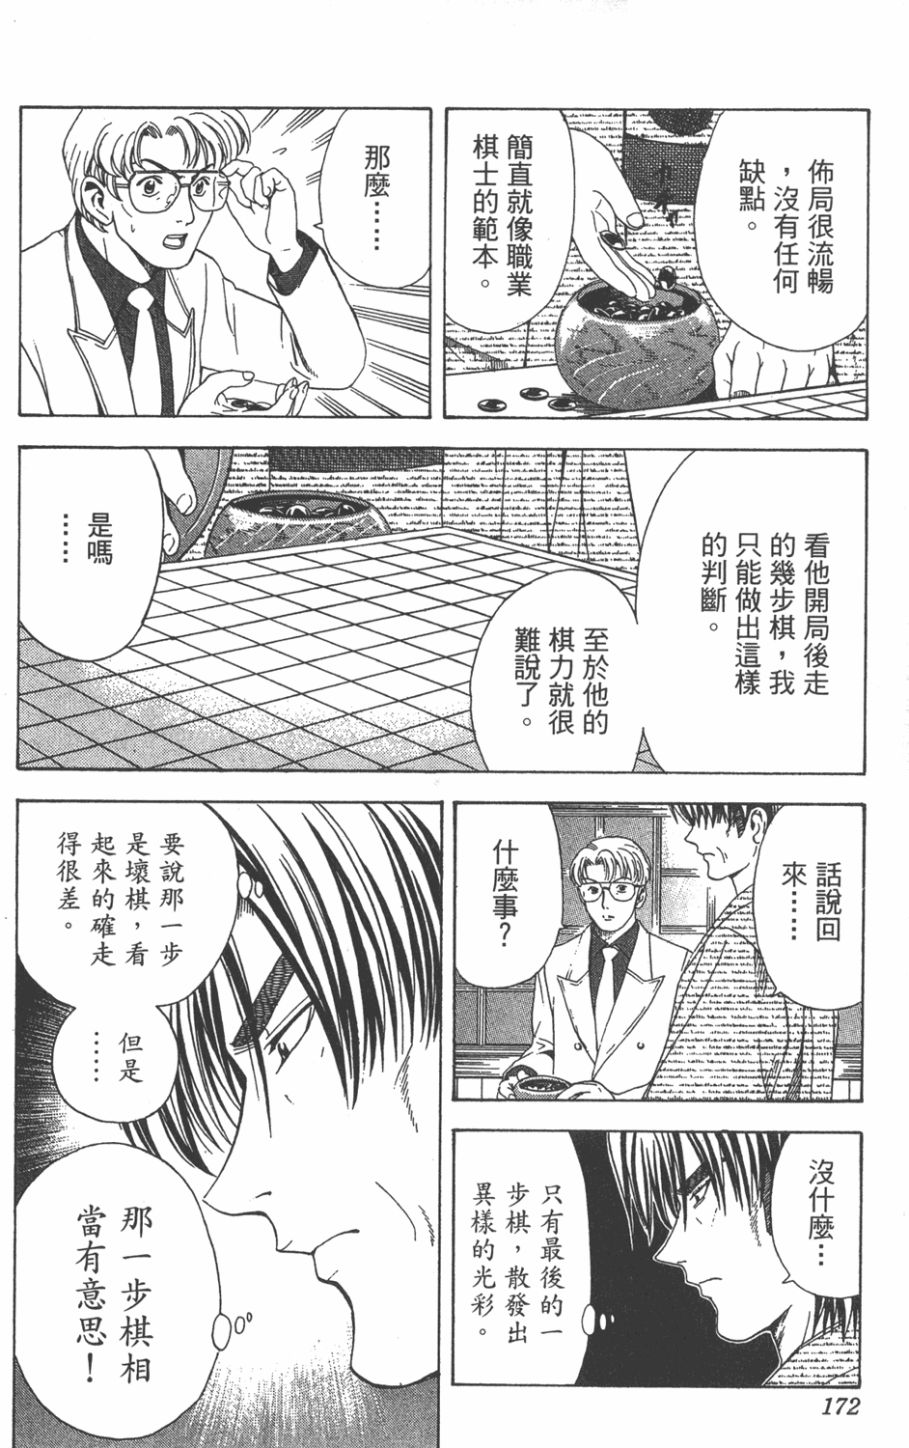 佈局很流暢
，沒有任何
缺點。
簡直就像職業
棋士的範本。
那麼……
看他開局後走
的幾步棋，我
只能做出這樣
的判斷。
至於他的
棋力就很
難說了。
是嗎
……
話說回
來……
什麼事？
沒什麼…
只有最後的一
步棋，散發出
異樣的光彩。
要說那一步
是壞棋，看
起來的確走
得很差。
但是
……
那一步棋相
當有意思！
172